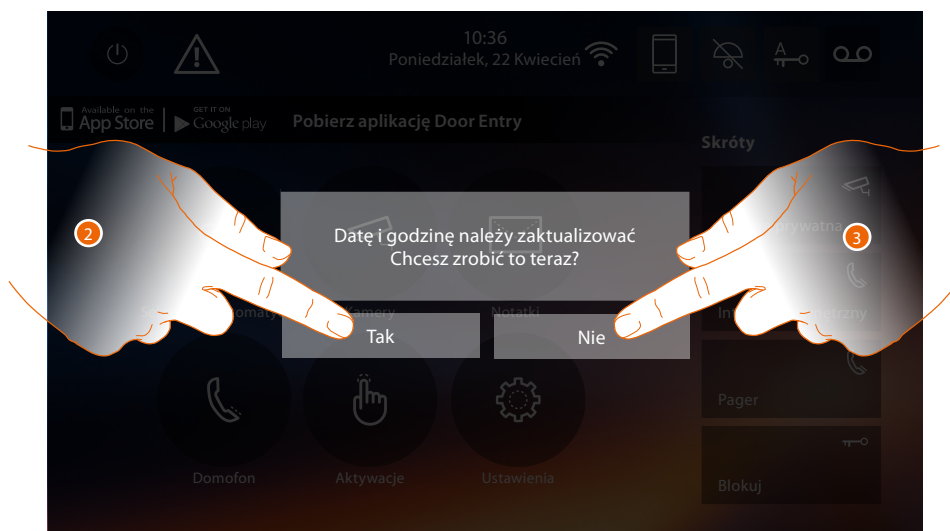 10:36
Poniedziałek, 22 Kwiecień
A
Available on the
App Store
GET IT ON
Google play
Pobierz aplikację Door Entry
Skróty
2
3
Datę i godzinę należy zaktualizować
Chcesz zrobić to teraz?
Kamery
Notatki
Tak
Nie
Pager
Domofon
Aktywacje
Ustawienia
Blokuj